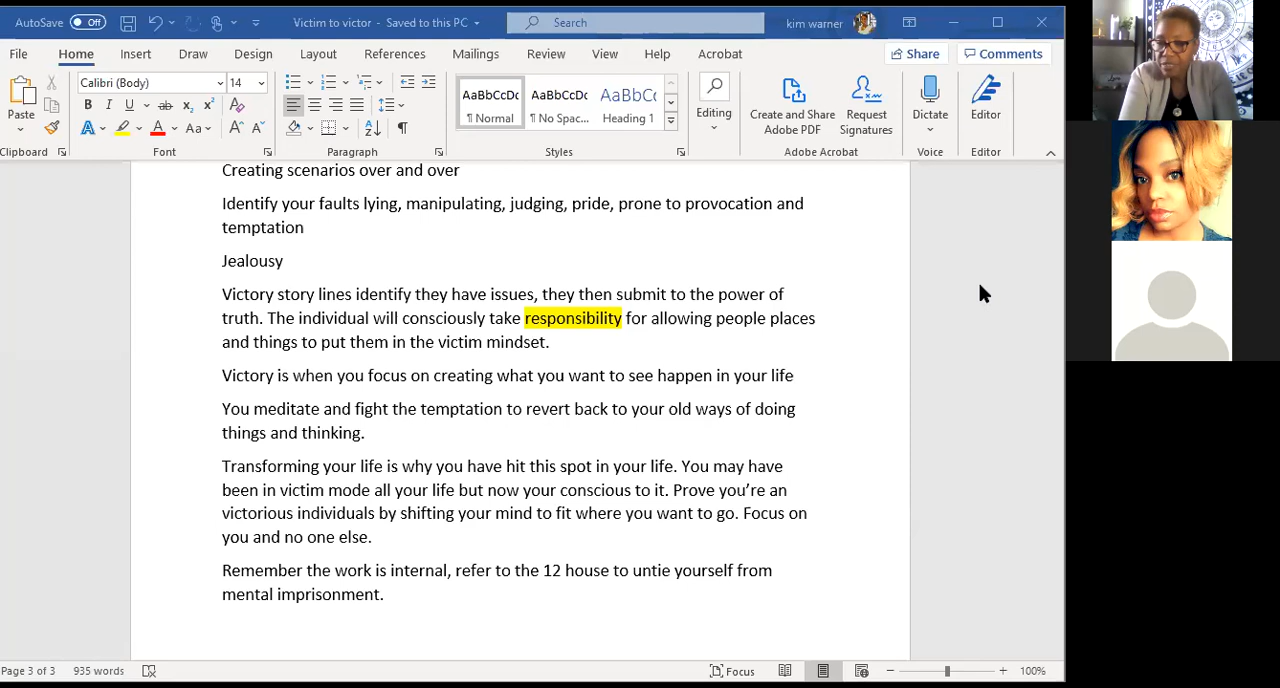 AutoSave Off Victim to victor - Saved to this PC Search kim warner
File Home Insert Draw Design Layout References Mailings Review View Help Acrobat Share Comments
Calibri (Body) 14
AaBbCcDc AaBbCcDc AaBbC(
Paste
B I U ab x₂ x²
¶ Normal ¶ No Spac... Heading 1
Editing
Create and Share
Adobe PDF
Request
Signatures
Dictate
Editor
A A Aa A A
Clipboard Font Paragraph Styles Adobe Acrobat Voice Editor
Creating scenarios over and over
Identify your faults lying, manipulating, judging, pride, prone to provocation and
temptation
Jealousy
Victory story lines identify they have issues, they then submit to the power of
truth. The individual will consciously take responsibility for allowing people places
and things to put them in the victim mindset.
Victory is when you focus on creating what you want to see happen in your life
You meditate and fight the temptation to revert back to your old ways of doing
things and thinking.
Transforming your life is why you have hit this spot in your life. You may have
been in victim mode all your life but now your conscious to it. Prove you’re an
victorious individuals by shifting your mind to fit where you want to go. Focus on
you and no one else.
Remember the work is internal, refer to the 12 house to untie yourself from
mental imprisonment.
Page 3 of 3 935 words Focus 100%